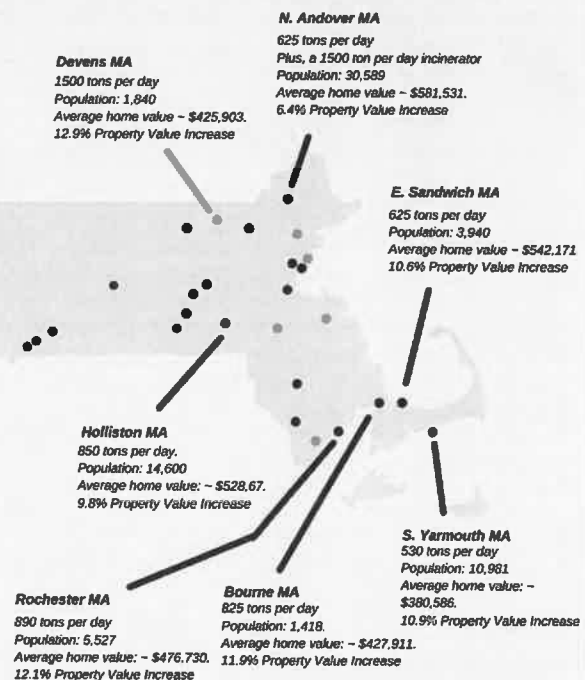 N. Andover MA
625 tons per day
Plus, a 1500 ton per day incinerator
Population: 30,589
Average home value ~ $581,531.
6.4% Property Value Increase
Devens MA
1500 tons per day
Population: 1,840
Average home value ~ $425,903.
12.9% Property Value Increase
E. Sandwich MA
625 tons per day
Population: 3,940
Average home value ~ $542,171
10.6% Property Value Increase
Holliston MA
850 tons per day.
Population: 14,600
Average home value: ~ $528,67.
9.8% Property Value Increase
S. Yarmouth MA
530 tons per day
Population: 10,981
Average home value: ~
$380,586.
10.9% Property Value Increase
Rochester MA
890 tons per day
Population: 5,527
Average home value: ~ $476,730.
12.1% Property Value Increase
Bourne MA
825 tons per day
Population: 1,418.
Average home value: ~ $427,911.
11.9% Property Value Increase